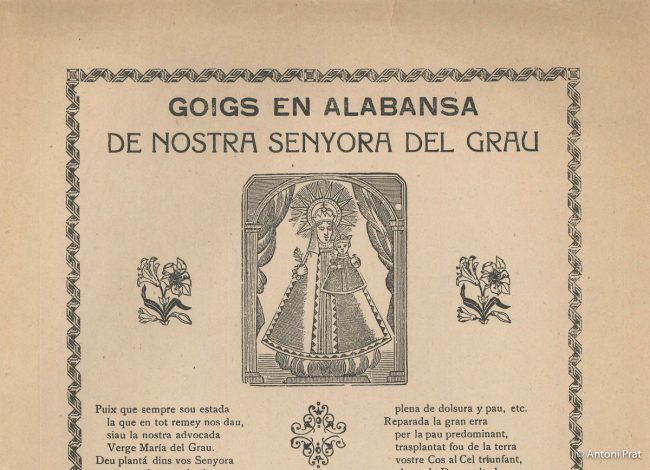 GOIGS EN ALABANSA
DE NOSTRA SENYORA DEL GRAU
Puix que sempre sou estada
la que en tot remey nos dau,
siau la nostra advocada
Verge María del Grau.
Deu plantá dins vos Senyora
plena de dolsura y pau, etc.
Reparada la gran erra
per la pau predominant,
trasplantat fou de la terra
vostre Cos al Cel triunfant,
© Antoni Prat